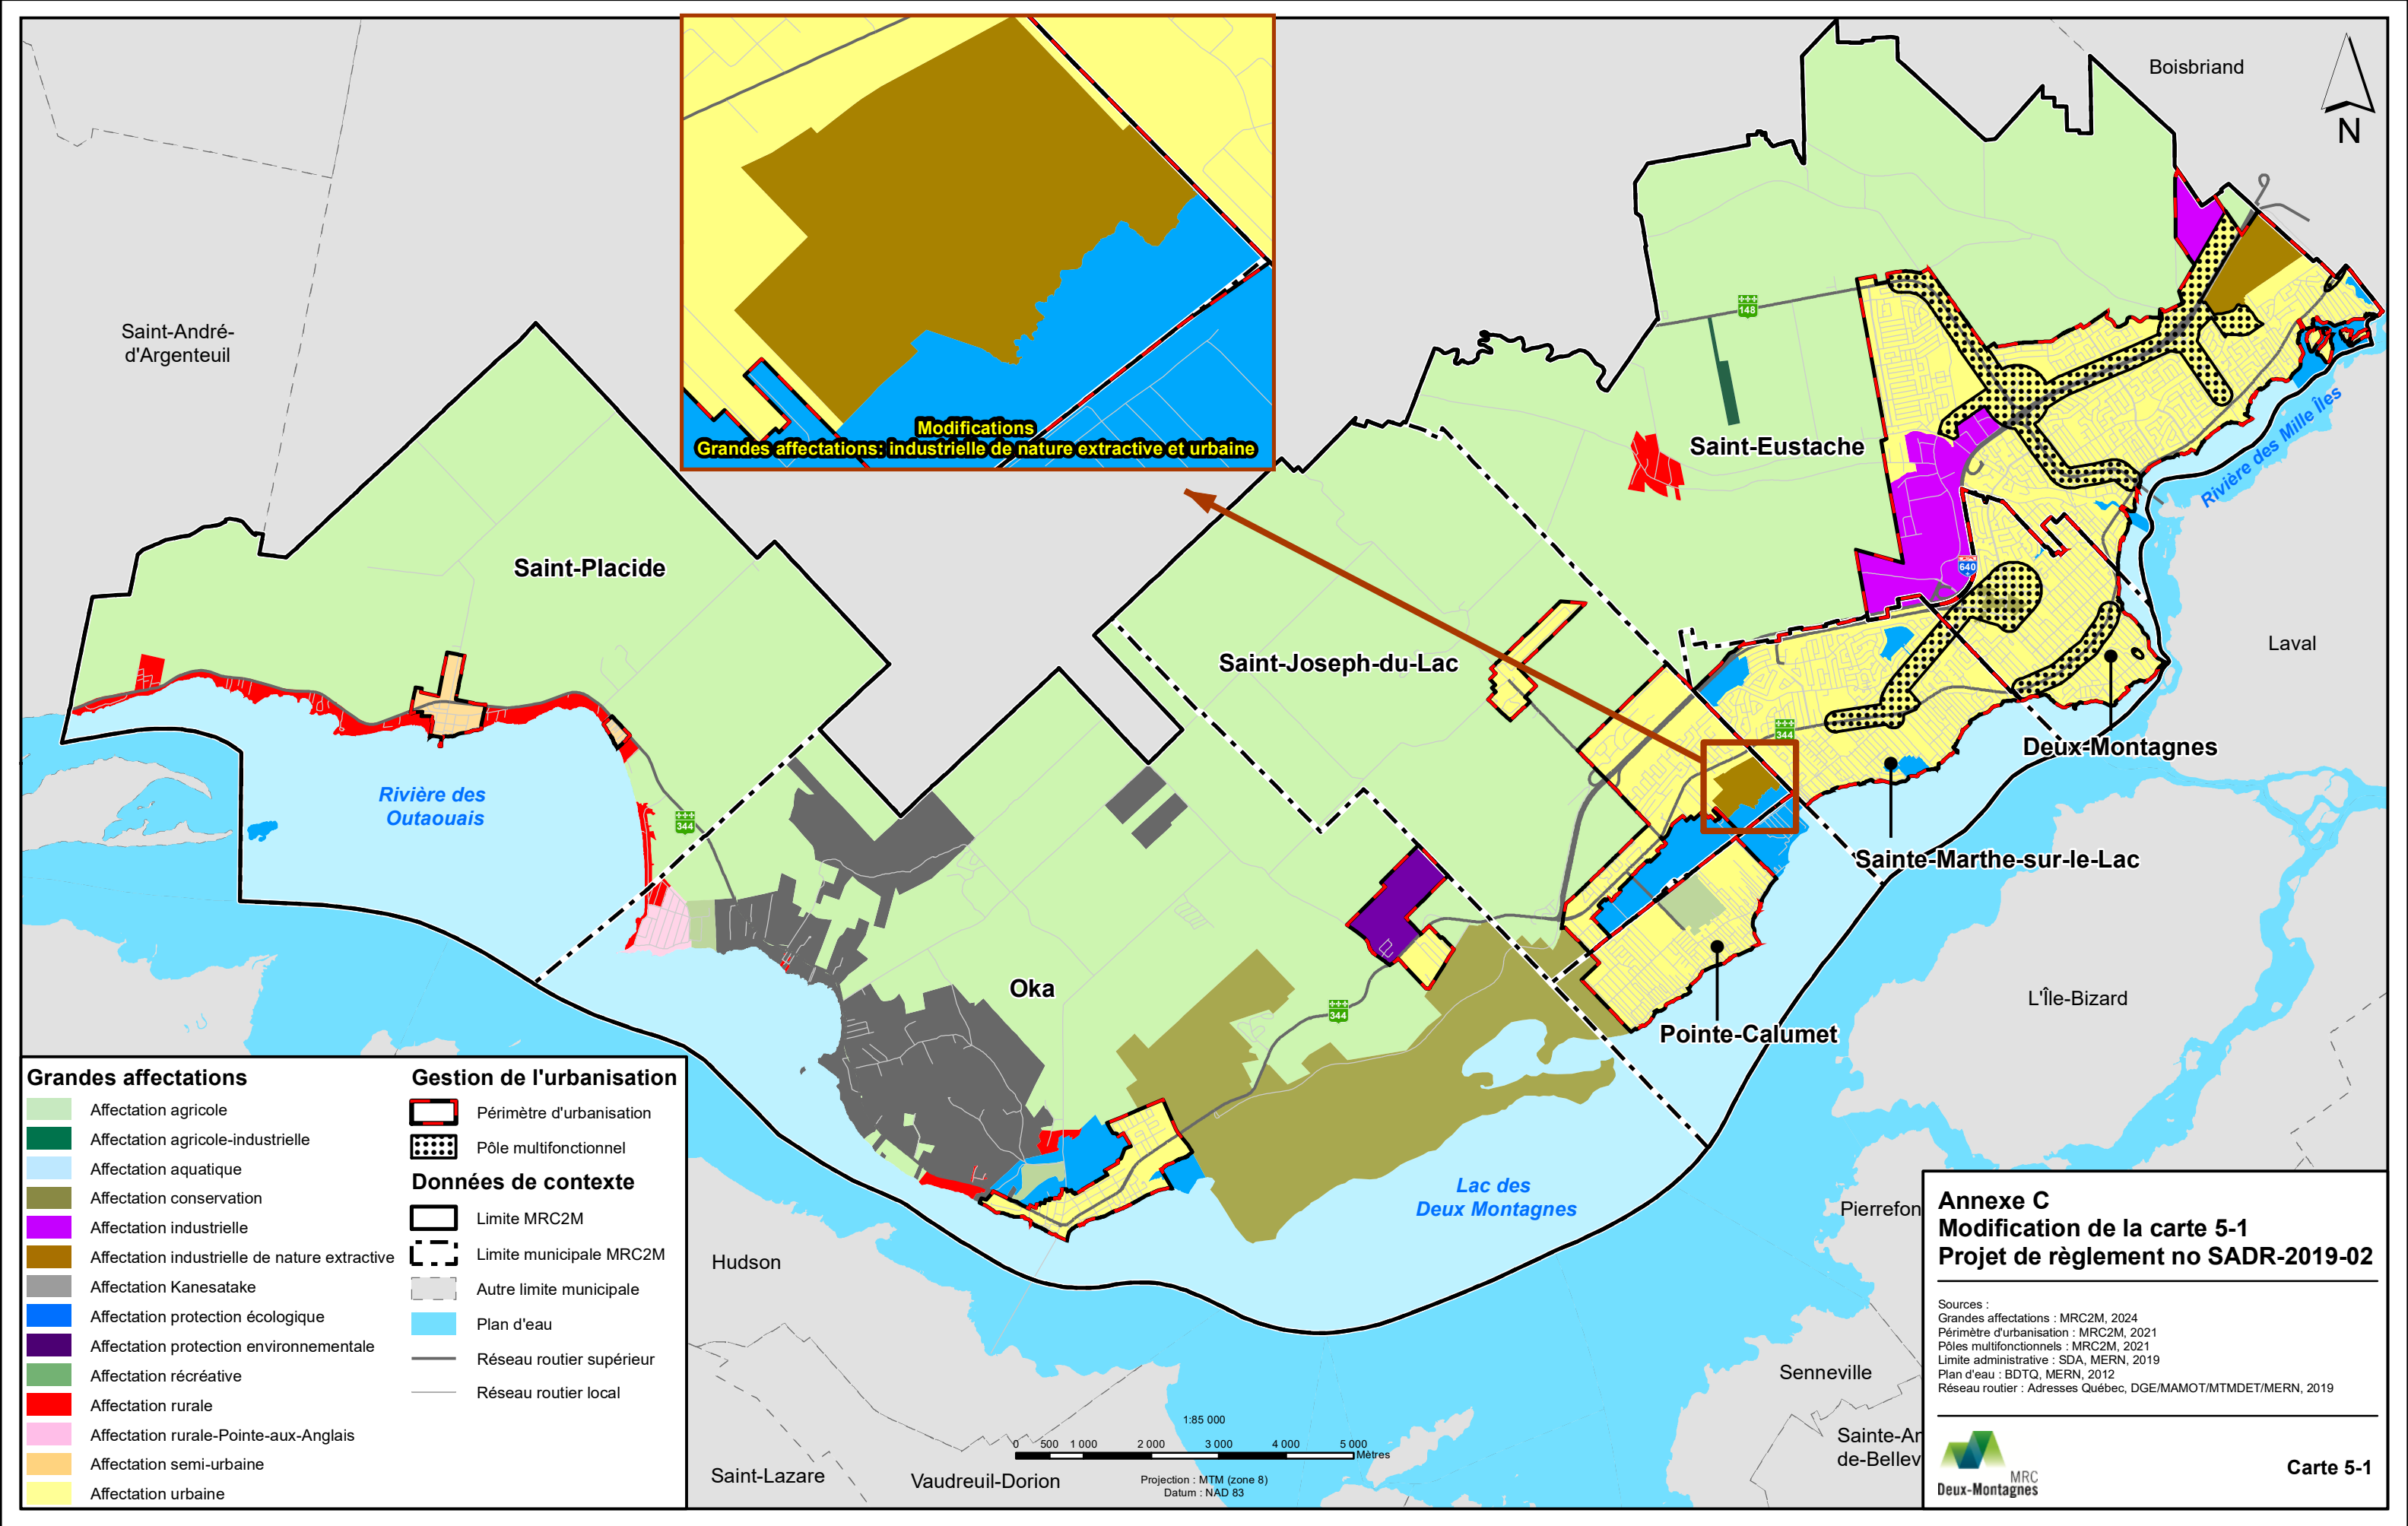 Boisbriand
N
Modifications
Grandes affectations: industrielle de nature extractive et urbaine
148
Saint-André-
d'Argenteuil
Saint-Eustache
Rivière des Mille Îles
Saint-Placide
640
Laval
Saint-Joseph-du-Lac
344
Deux-Montagnes
Rivière des
Outaouais
344
Sainte-Marthe-sur-le-Lac
Oka
344
L'Île-Bizard
Pointe-Calumet
Lac des
Deux Montagnes
Hudson
Pierrefon
Senneville
Sainte-An
de-Bellev
Saint-Lazare
Vaudreuil-Dorion
Grandes affectations
Affectation agricole
Affectation agricole-industrielle
Affectation aquatique
Affectation conservation
Affectation industrielle
Affectation industrielle de nature extractive
Affectation Kanesatake
Affectation protection écologique
Affectation protection environnementale
Affectation récréative
Affectation rurale
Affectation rurale-Pointe-aux-Anglais
Affectation semi-urbaine
Affectation urbaine
Gestion de l'urbanisation
Périmètre d'urbanisation
Pôle multifonctionnel
Données de contexte
Limite MRC2M
Limite municipale MRC2M
Autre limite municipale
Plan d'eau
Réseau routier supérieur
Réseau routier local
1:85 000
0 500 1 000 2 000 3 000 4 000 5 000
Mètres
Projection : MTM (zone 8)
Datum : NAD 83
Annexe C
Modification de la carte 5-1
Projet de règlement no SADR-2019-02
Sources :
Grandes affectations : MRC2M, 2024
Périmètre d'urbanisation : MRC2M, 2021
Pôles multifonctionnels : MRC2M, 2021
Limite administrative : SDA, MERN, 2019
Plan d'eau : BDTQ, MERN, 2012
Réseau routier : Adresses Québec, DGE/MAMOT/MTMDET/MERN, 2019
MRC
Deux-Montagnes
Carte 5-1